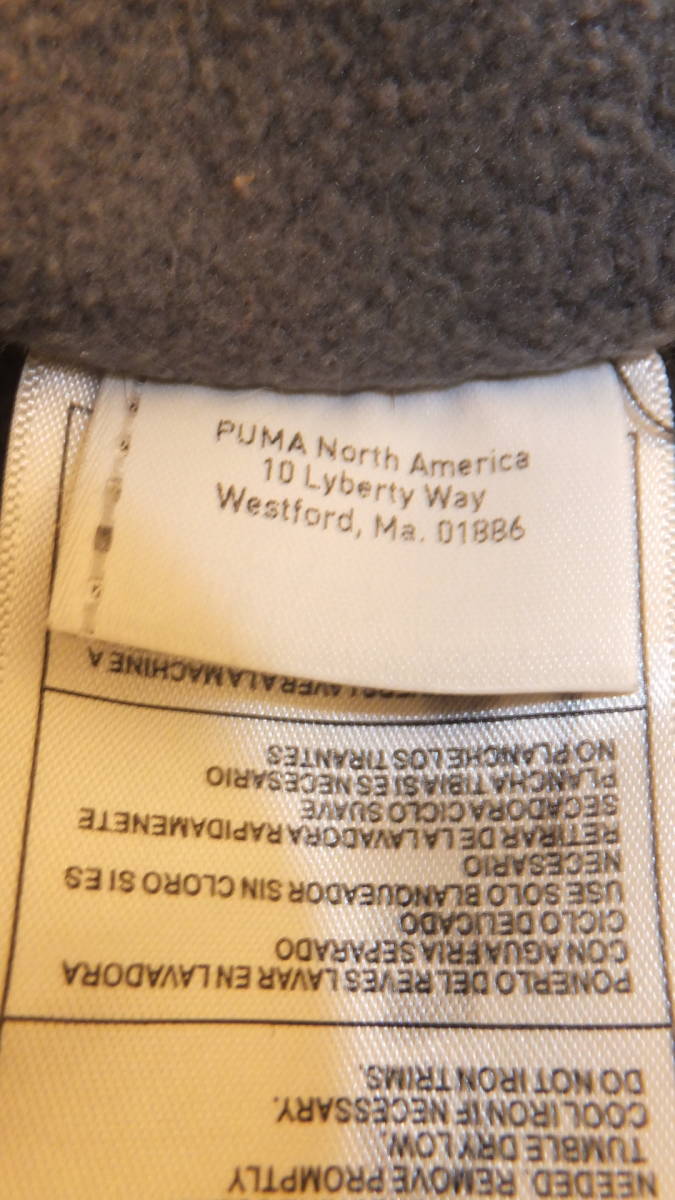 PUMA North America
10 Lyberty Way
Westford, Ma. 01886
NEEDED. REMOVE PROMPTLY
TUMBLE DRY LOW.
COOL IRON IF NECESSARY.
DO NOT IRON TRIMS.
PONERLO DEL REVES LAVAR EN LAVADORA
CON AGUA FRIA SEPARADO
CICLO DELICADO
USE SOLO BLANQUEADOR SIN CLORO SI ES
NECESARIO
RETIRAR DE LA LAVADORA RAPIDAMENETE
SECADORA CICLO SUAVE
PLANCHA TIBIA SI ES NECESARIO
NO PLANCHE LOS TIRANTES
LAVER A LA MACHINE A